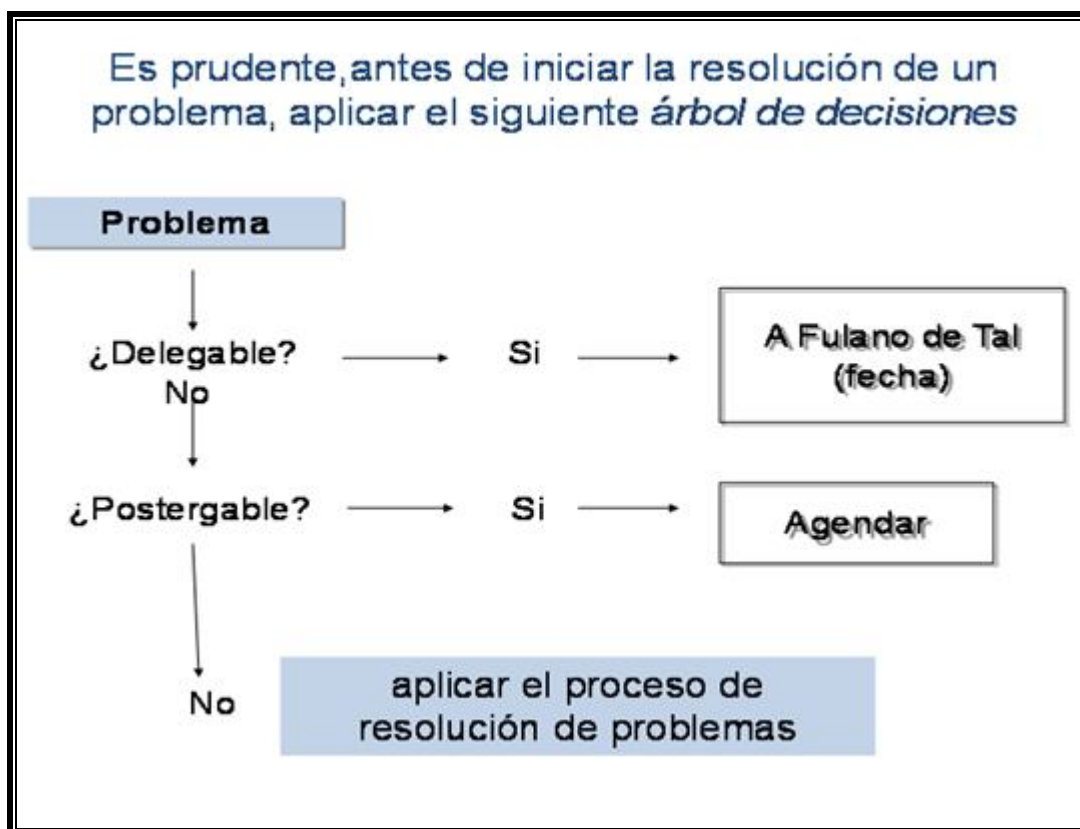 Es prudente,antes de iniciar la resolución de un
problema, aplicar el siguiente árbol de decisiones
Problema
¿Delegable?
Si
A Fulano de Tal
(fecha)
No
¿Postergable?
Si
Agendar
No
aplicar el proceso de
resolución de problemas